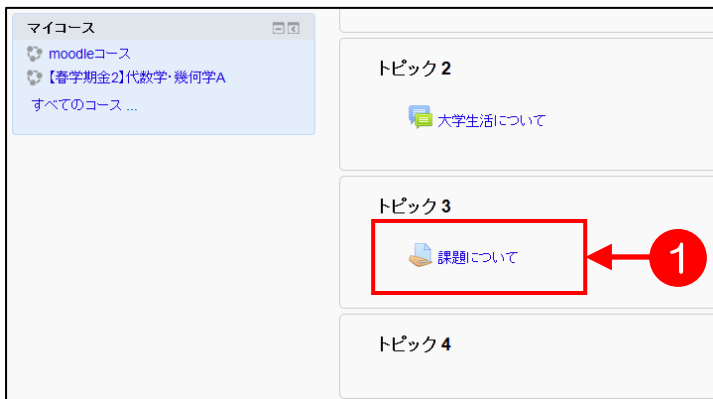 マイコース
moodleコース
【春学期金2】代数学・幾何学A
すべてのコース ...
トピック 2
大学生活について
トピック 3
課題について
1
トピック 4